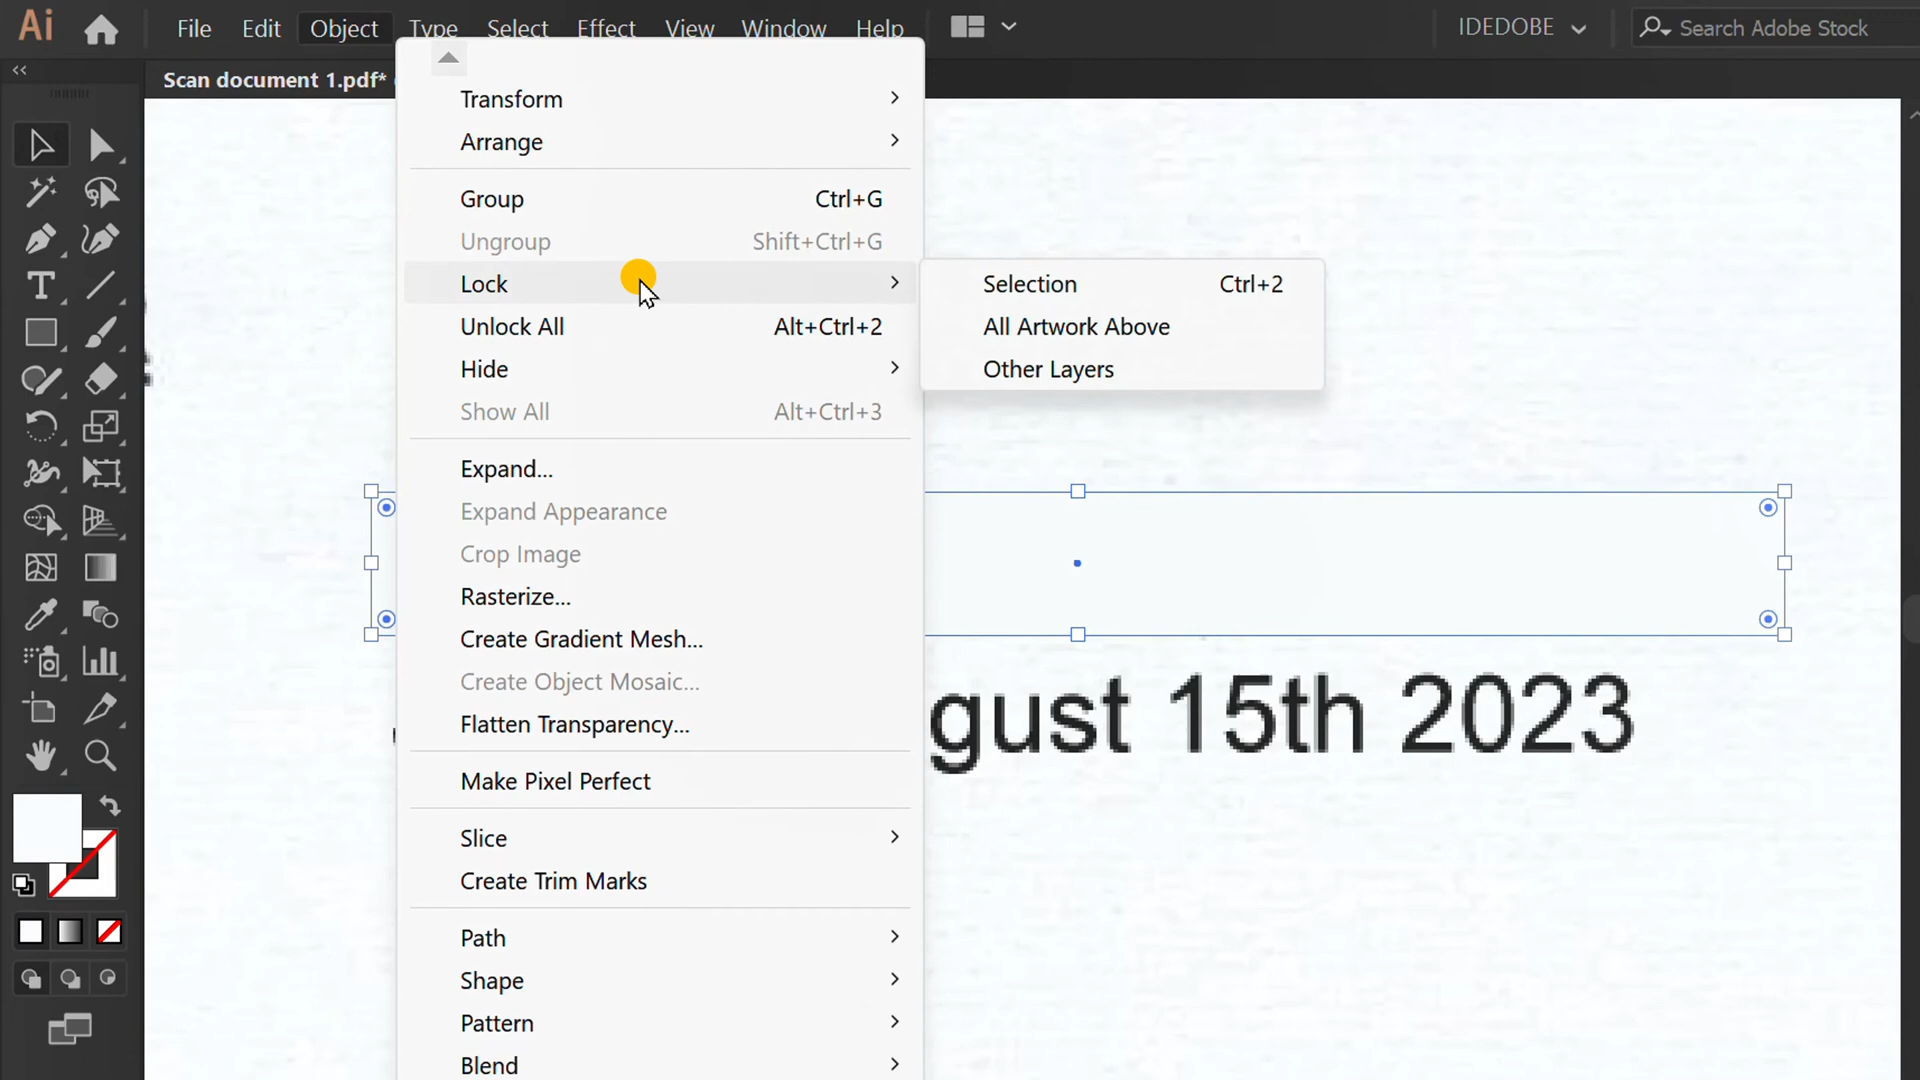 Ai File Edit Object Type Select Effect View Window Help IDEDOBE Search Adobe Stock
Scan document 1.pdf*
Transform
Arrange
Group Ctrl+G
Ungroup Shift+Ctrl+G
Lock
Selection Ctrl+2
Unlock All Alt+Ctrl+2
All Artwork Above
Hide
Other Layers
Show All Alt+Ctrl+3
Expand...
Expand Appearance
Crop Image
Rasterize...
Create Gradient Mesh...
Create Object Mosaic...
Flatten Transparency...
gust 15th 2023
Make Pixel Perfect
Slice
Create Trim Marks
Path
Shape
Pattern
Blend